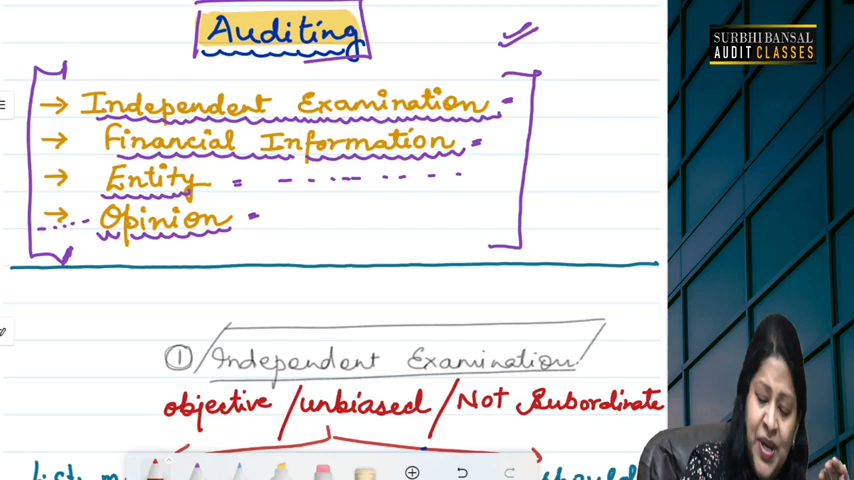 Auditing
SURBHI BANSAL
AUDIT CLASSES
→ Independent Examination
→ Financial Information
→ Entity
→ Opinion
① Independent Examination
objective / unbiased / Not Subordinate
should